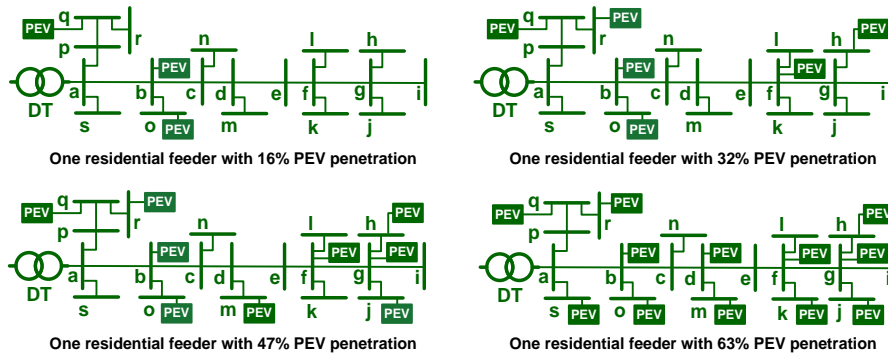 q
PEV
p
r
n
PEV
l
h
a
b
c
d
e
f
g
i
DT
s
o
PEV
m
k
j
One residential feeder with 16% PEV penetration
q
PEV
PEV
p
r
n
PEV
l
PEV
h
PEV
a
b
c
d
e
f
g
i
DT
s
o
PEV
m
k
j
One residential feeder with 32% PEV penetration
q
PEV
PEV
p
r
n
PEV
l
PEV
h
PEV
PEV
a
b
c
d
e
f
g
i
DT
s
o
PEV
m
PEV
k
j
PEV
One residential feeder with 47% PEV penetration
q
PEV
PEV
p
r
n
PEV
PEV
l
PEV
h
PEV
PEV
a
b
c
d
e
f
g
i
DT
s
PEV
o
PEV
m
PEV
k
PEV
j
PEV
One residential feeder with 63% PEV penetration